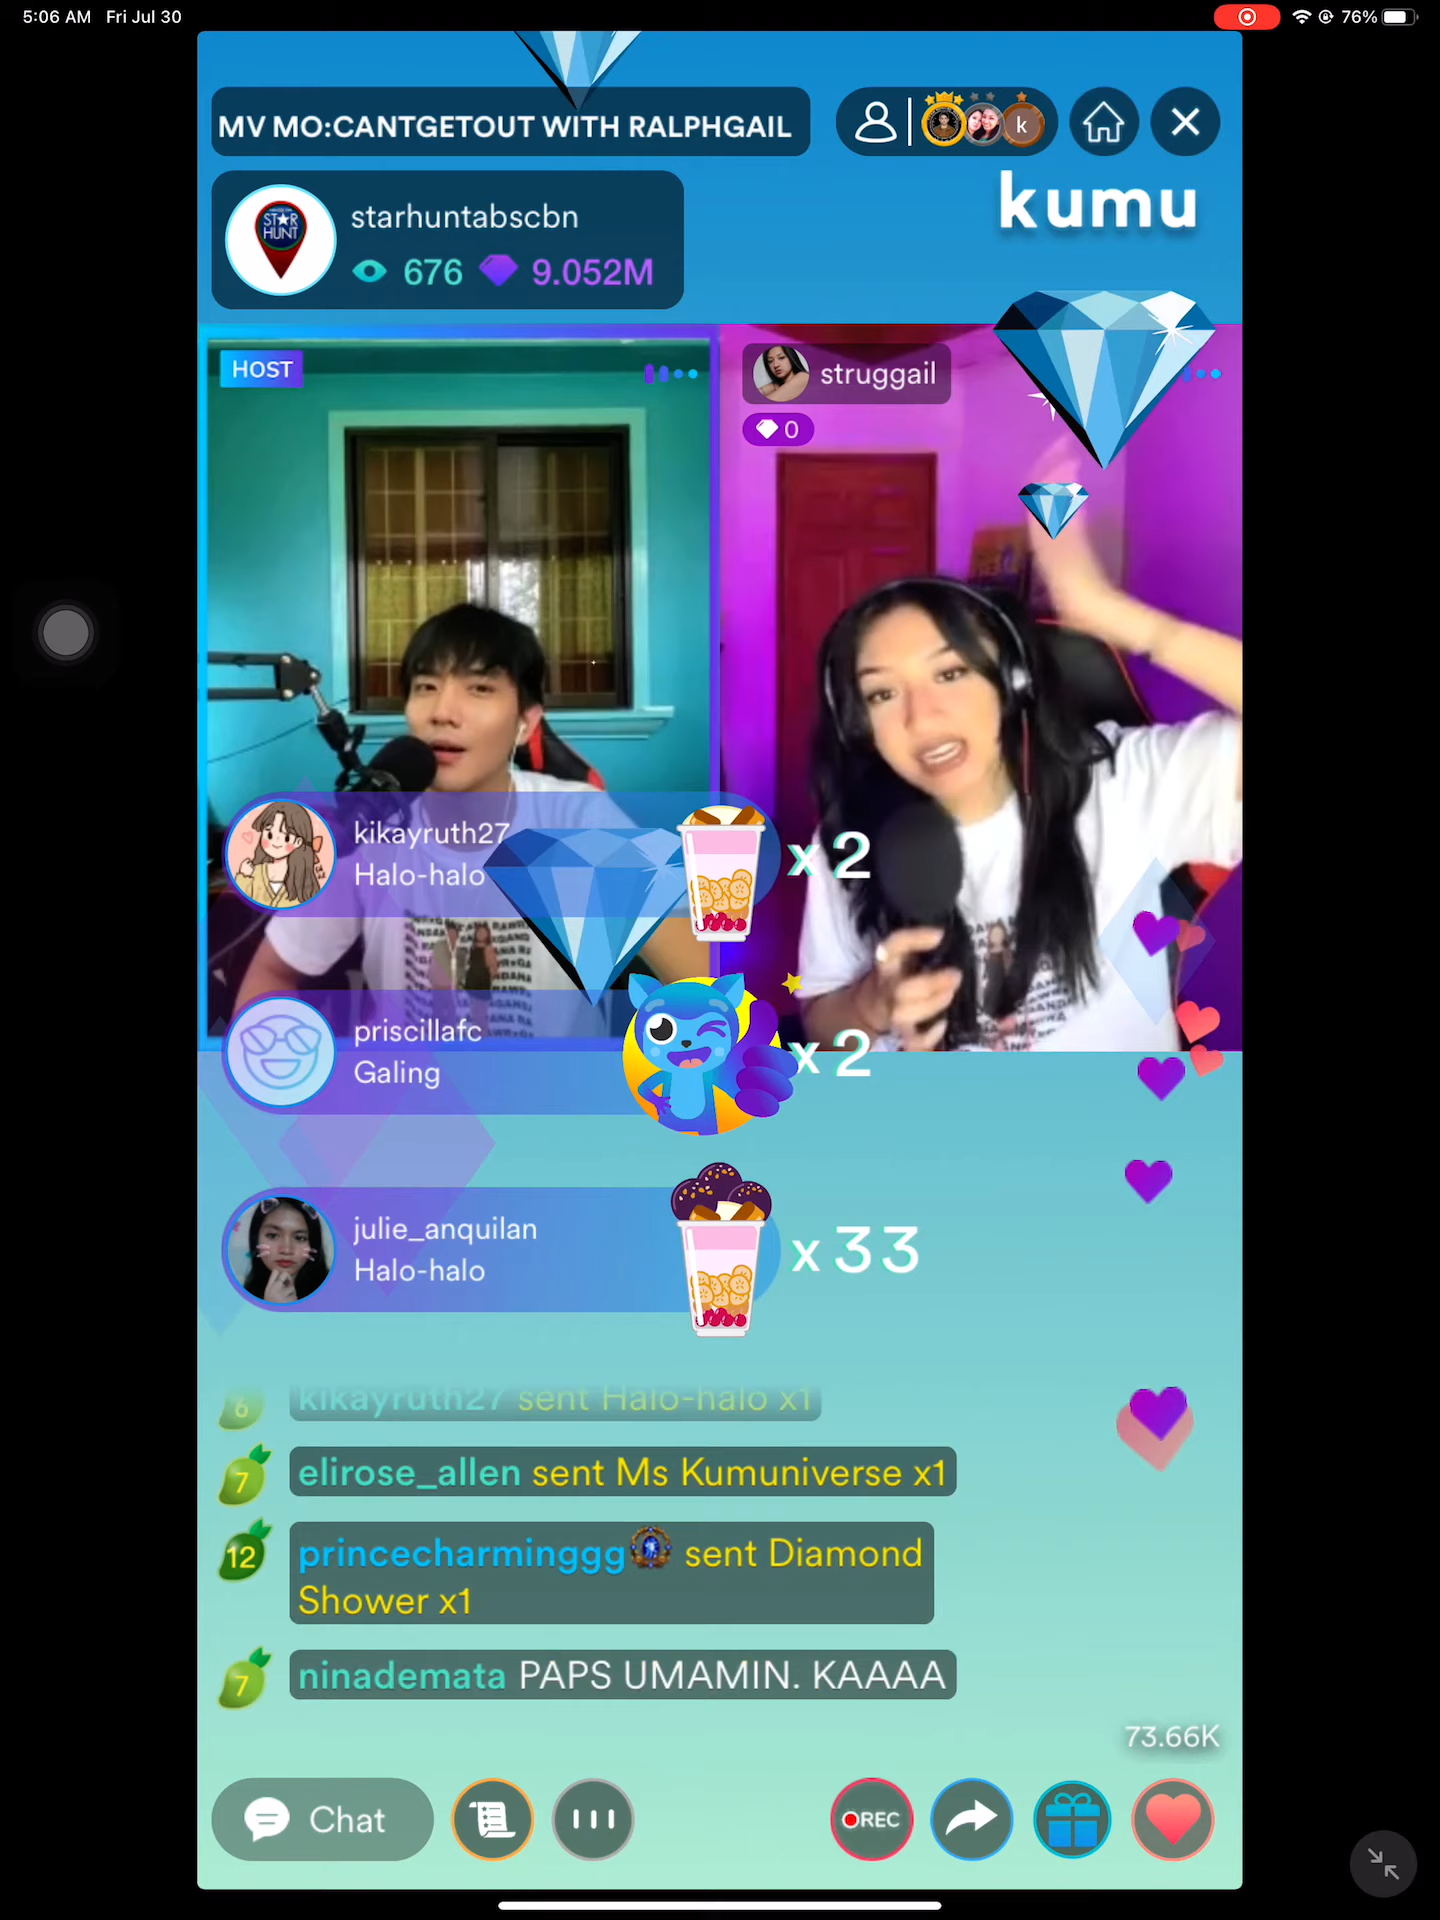 5:06 AM Fri Jul 30
76%
MV MO:CANTGETOUT WITH RALPHGAIL
k
STAR
HUNT
starhuntabscbn
676 9.052M
kumu
HOST
struggail
0
kikayruth27
Halo-halo
x2
priscillafc
Galing
x2
julie_anquilan
Halo-halo
x33
6 kikayruth27 sent Halo-halo x1
7 elirose_allen sent Ms Kumuniverse x1
12 princecharminggg sent Diamond
Shower x1
7 ninademata PAPS UMAMIN. KAAAA
73.66K
Chat
REC